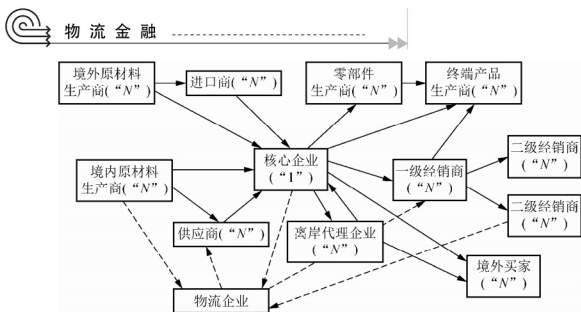 物流金融
境外原材料
生产商(“N”)
进口商(“N”)
零部件
生产商(“N”)
终端产品
生产商(“N”)
境内原材料
生产商(“N”)
核心企业
(“1”)
一级经销商
(“N”)
二级经销商
(“N”)
二级经销商
(“N”)
供应商(“N”)
离岸代理企业
(“N”)
境外买家
(“N”)
物流企业